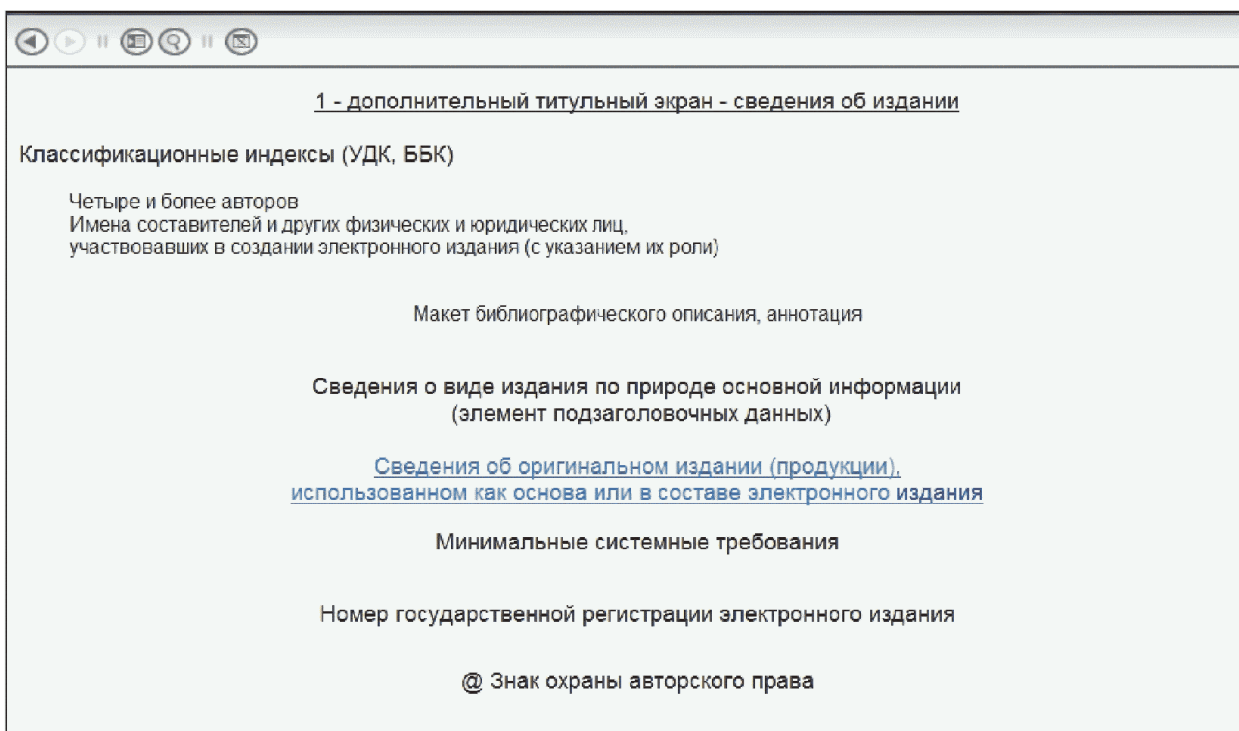 1 - дополнительный титульный экран - сведения об издании
Классификационные индексы (УДК, ББК)
Четыре и более авторов
Имена составителей и других физических и юридических лиц,
участвовавших в создании электронного издания (с указанием их роли)
Макет библиографического описания, аннотация
Сведения о виде издания по природе основной информации
(элемент подзаголовочных данных)
Сведения об оригинальном издании (продукции),
использованном как основа или в составе электронного издания
Минимальные системные требования
Номер государственной регистрации электронного издания
@ Знак охраны авторского права